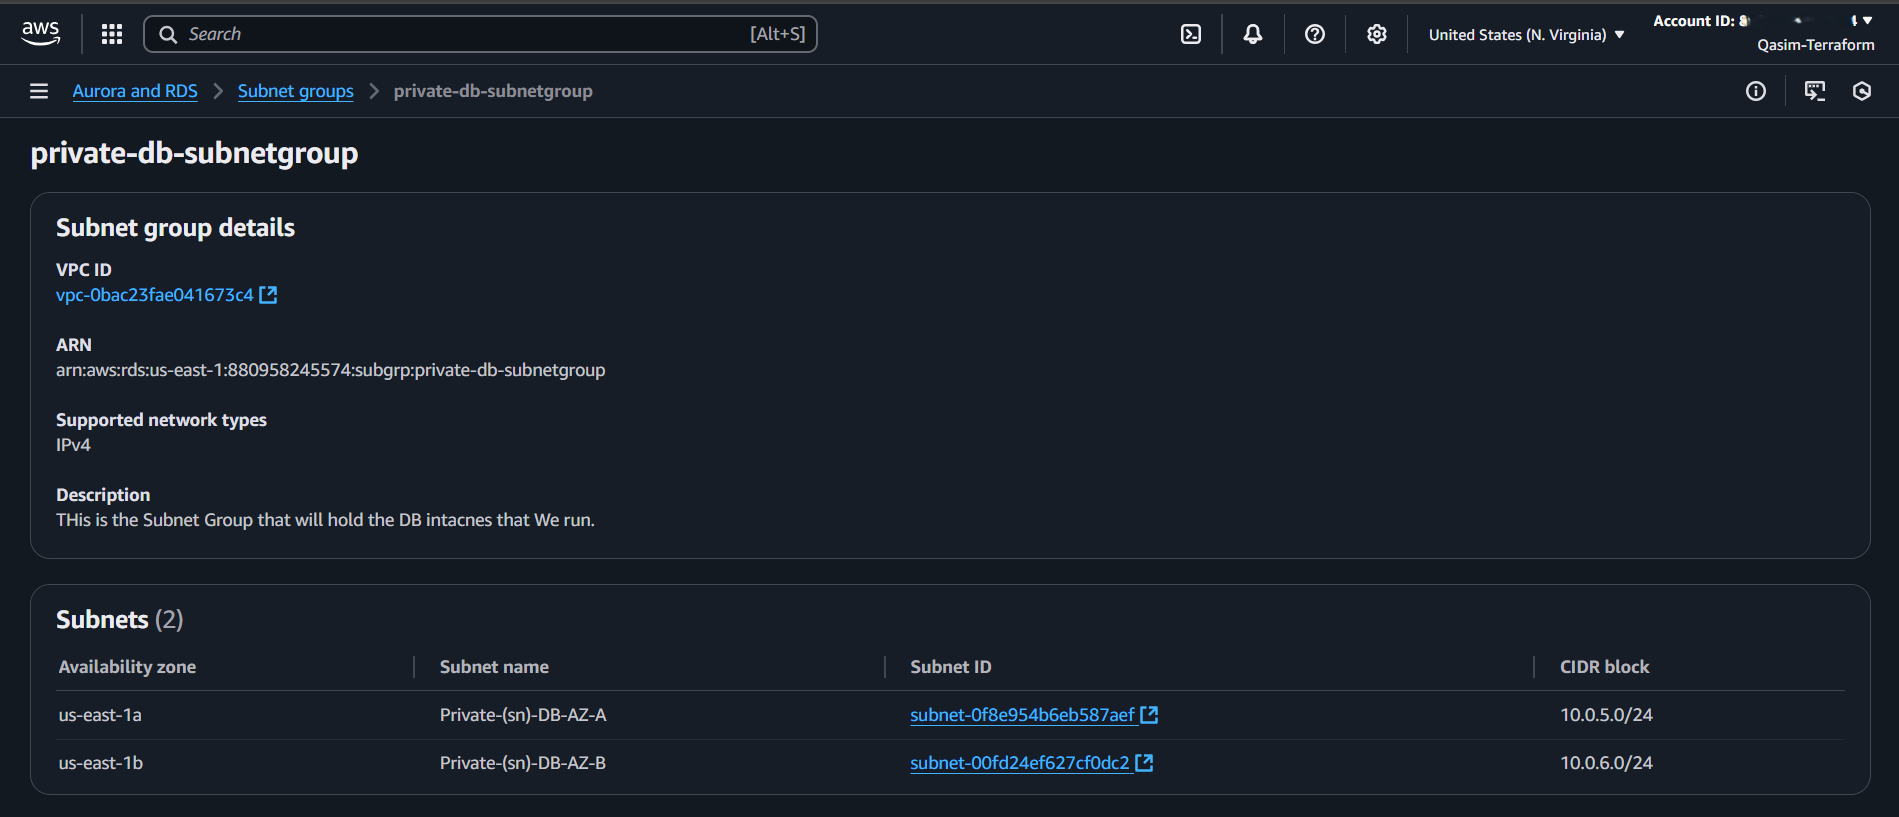 aws
Search [Alt+S]
United States (N. Virginia)
Account ID:
Qasim-Terraform
Aurora and RDS > Subnet groups > private-db-subnetgroup
private-db-subnetgroup
Subnet group details
VPC ID
vpc-0bac23fae041673c4
ARN
arn:aws:rds:us-east-1:880958245574:subgrp:private-db-subnetgroup
Supported network types
IPv4
Description
THis is the Subnet Group that will hold the DB intacnes that We run.
Subnets (2)
Availability zone Subnet name Subnet ID CIDR block
us-east-1a Private-(sn)-DB-AZ-A subnet-0f8e954b6eb587aef 10.0.5.0/24
us-east-1b Private-(sn)-DB-AZ-B subnet-00fd24ef627cf0dc2 10.0.6.0/24